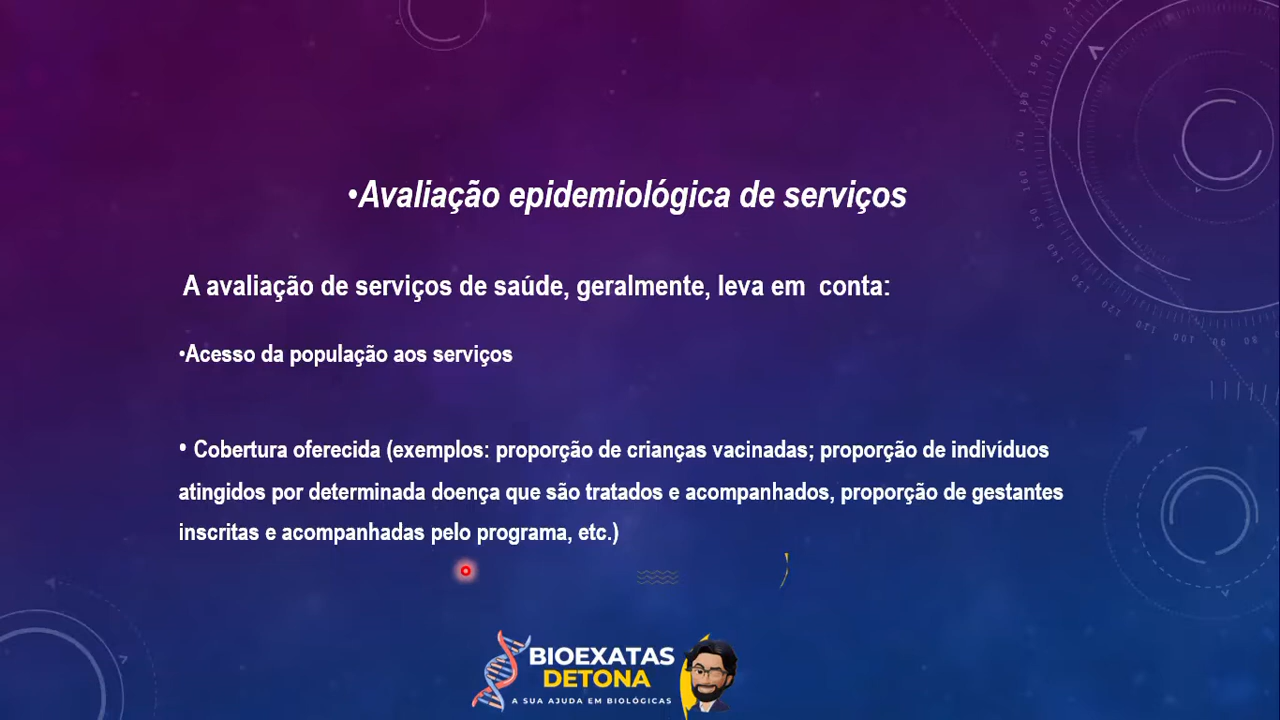 •Avaliação epidemiológica de serviços
A avaliação de serviços de saúde, geralmente, leva em conta:
•Acesso da população aos serviços
• Cobertura oferecida (exemplos: proporção de crianças vacinadas; proporção de indivíduos
atingidos por determinada doença que são tratados e acompanhados, proporção de gestantes
inscritas e acompanhadas pelo programa, etc.)
BIOEXATAS
DETONA
A SUA AJUDA EM BIOLÓGICAS